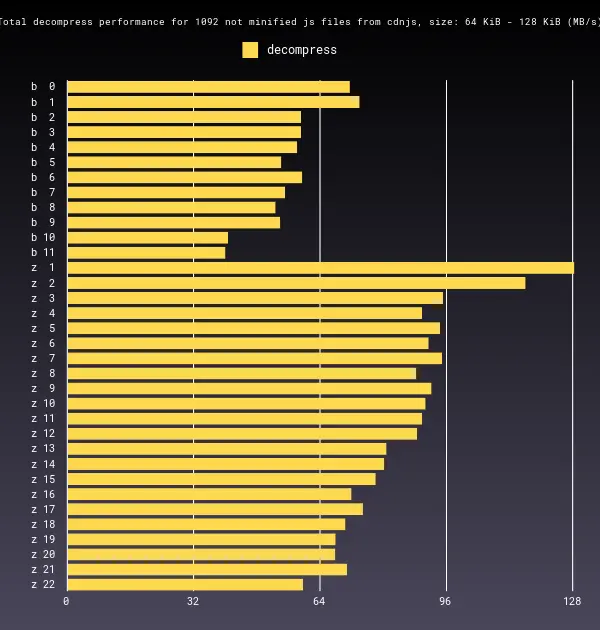 Total decompress performance for 1092 not minified js files from cdnjs, size: 64 KiB - 128 KiB (MB/s)
decompress
b 0
b 1
b 2
b 3
b 4
b 5
b 6
b 7
b 8
b 9
b 10
b 11
z 1
z 2
z 3
z 4
z 5
z 6
z 7
z 8
z 9
z 10
z 11
z 12
z 13
z 14
z 15
z 16
z 17
z 18
z 19
z 20
z 21
z 22
0 32 64 96 128